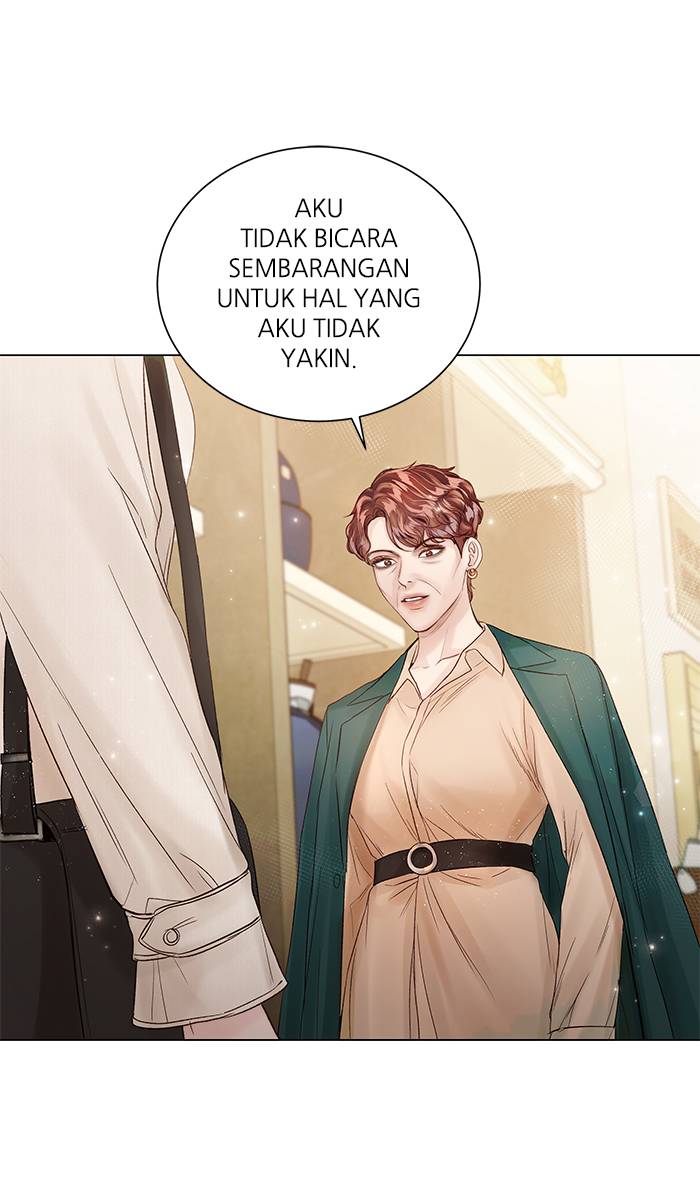 AKU
TIDAK BICARA
SEMBARANGAN
UNTUK HAL YANG
AKU TIDAK
YAKIN.